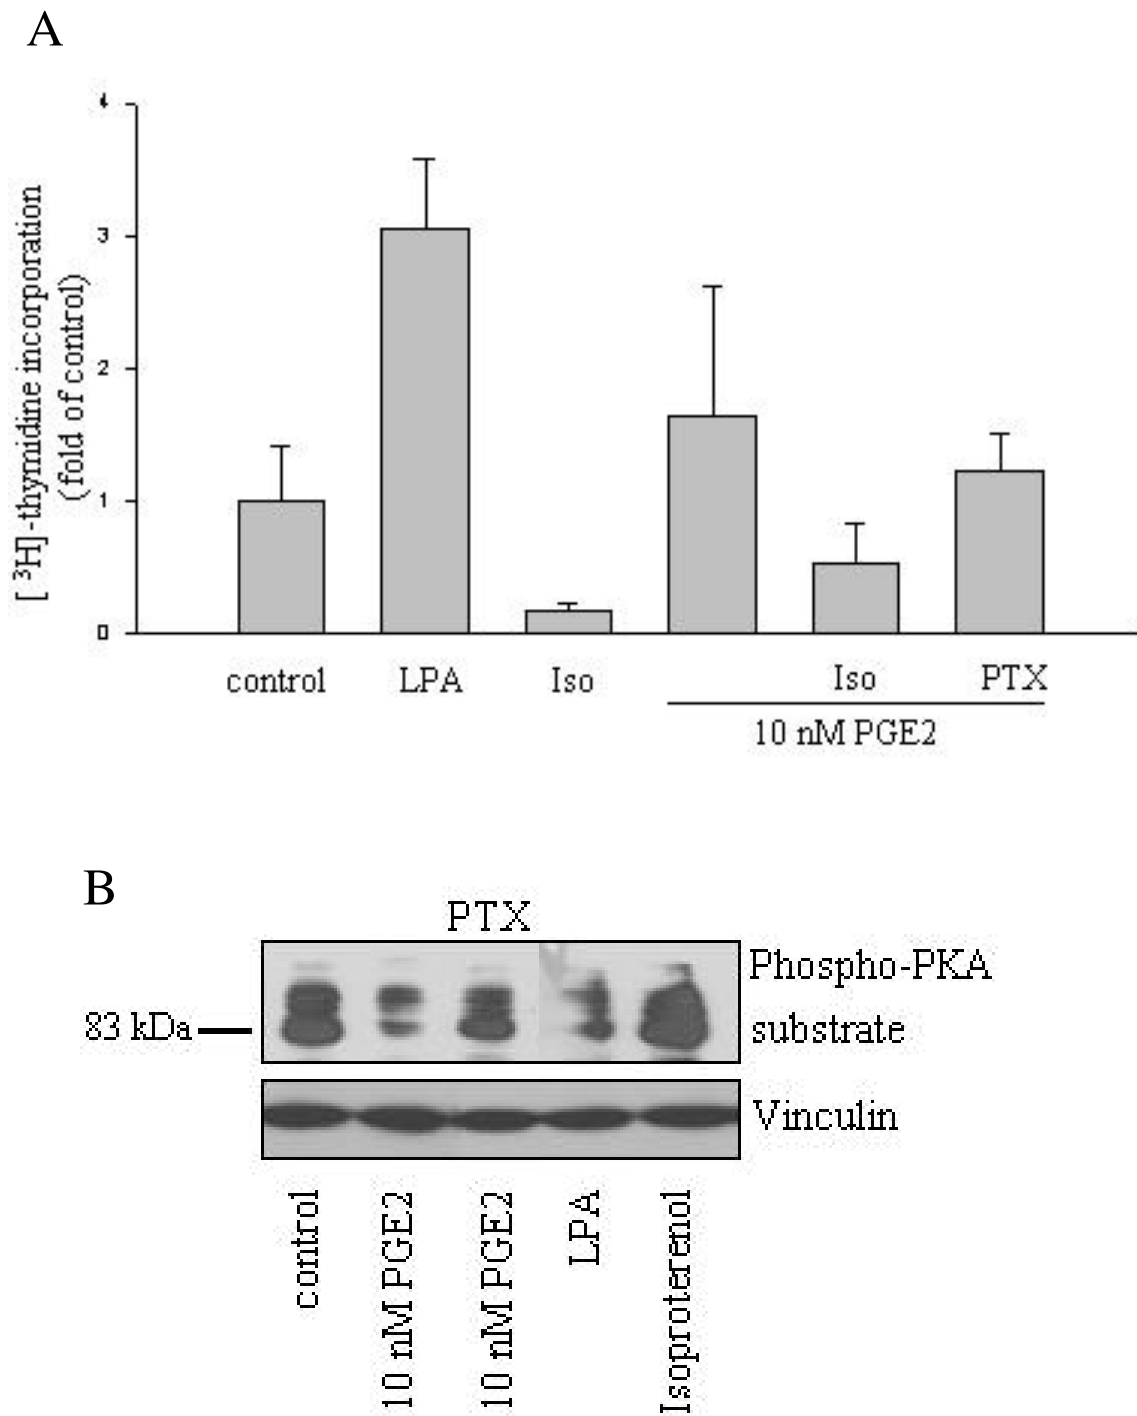 A
4
3
2
1
0
[ ³H]-thymidine incorporation
(fold of control)
control LPA Iso Iso PTX
10 nM PGE2
B
PTX
Phospho-PKA
83 kDa substrate
Vinculin
control
10 nM PGE2
10 nM PGE2
LPA
Isoproterenol